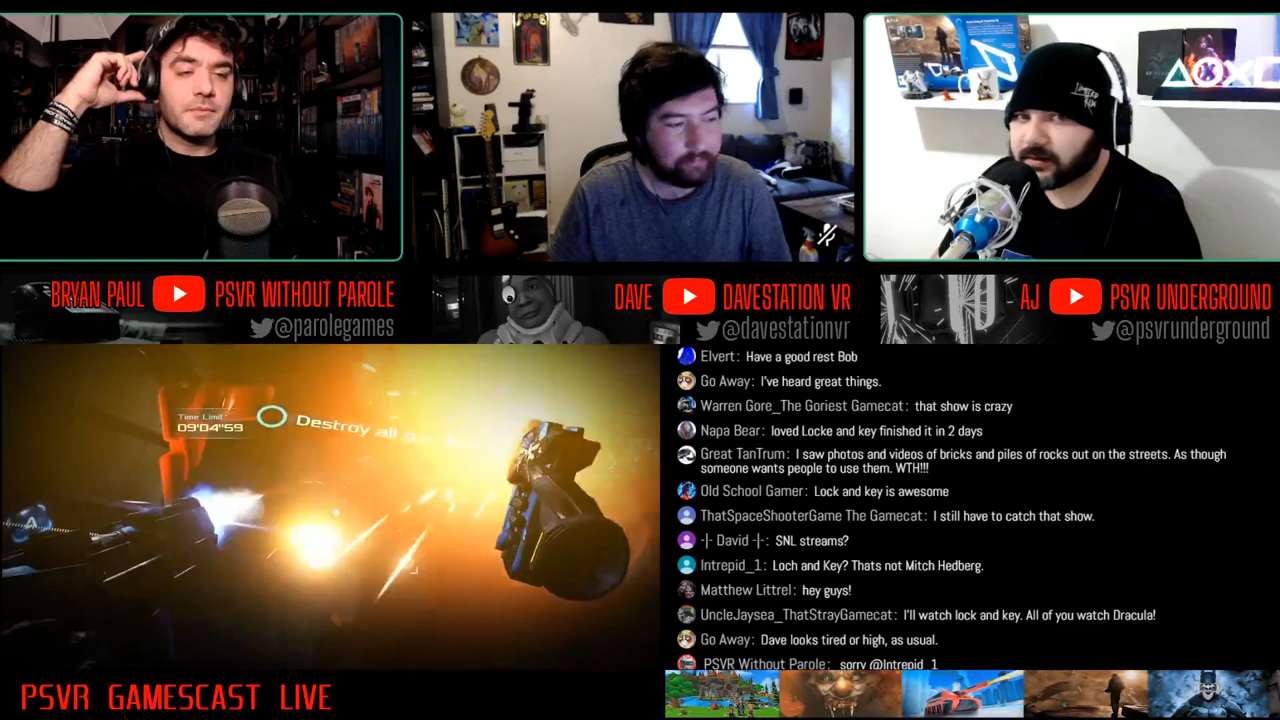 LIMITED RUN
BRYAN PAUL PSVR WITHOUT PAROLE
@parolegames
DAVE DAVESTATION VR
@davestationvr
AJ PSVR UNDERGROUND
@psvrunderground
Time Limit
09'04"59
Destroy all
A
Elvert: Have a good rest Bob
Go Away: I've heard great things.
Warren Gore_The Goriest Gamecat: that show is crazy
Napa Bear: loved Locke and key finished it in 2 days
Great TanTrum: I saw photos and videos of bricks and piles of rocks out on the streets. As though
someone wants people to use them. WTH!!!
Old School Gamer: Lock and key is awesome
ThatSpaceShooterGame The Gamecat: I still have to catch that show.
-|- David -|-: SNL streams?
Intrepid_1: Loch and Key? Thats not Mitch Hedberg.
Matthew Littrel: hey guys!
UncleJaysea_ThatStrayGamecat: I'll watch lock and key. All of you watch Dracula!
Go Away: Dave looks tired or high, as usual.
PSVR Without Parole: sorry @Intrepid_1
PSVR GAMESCAST LIVE